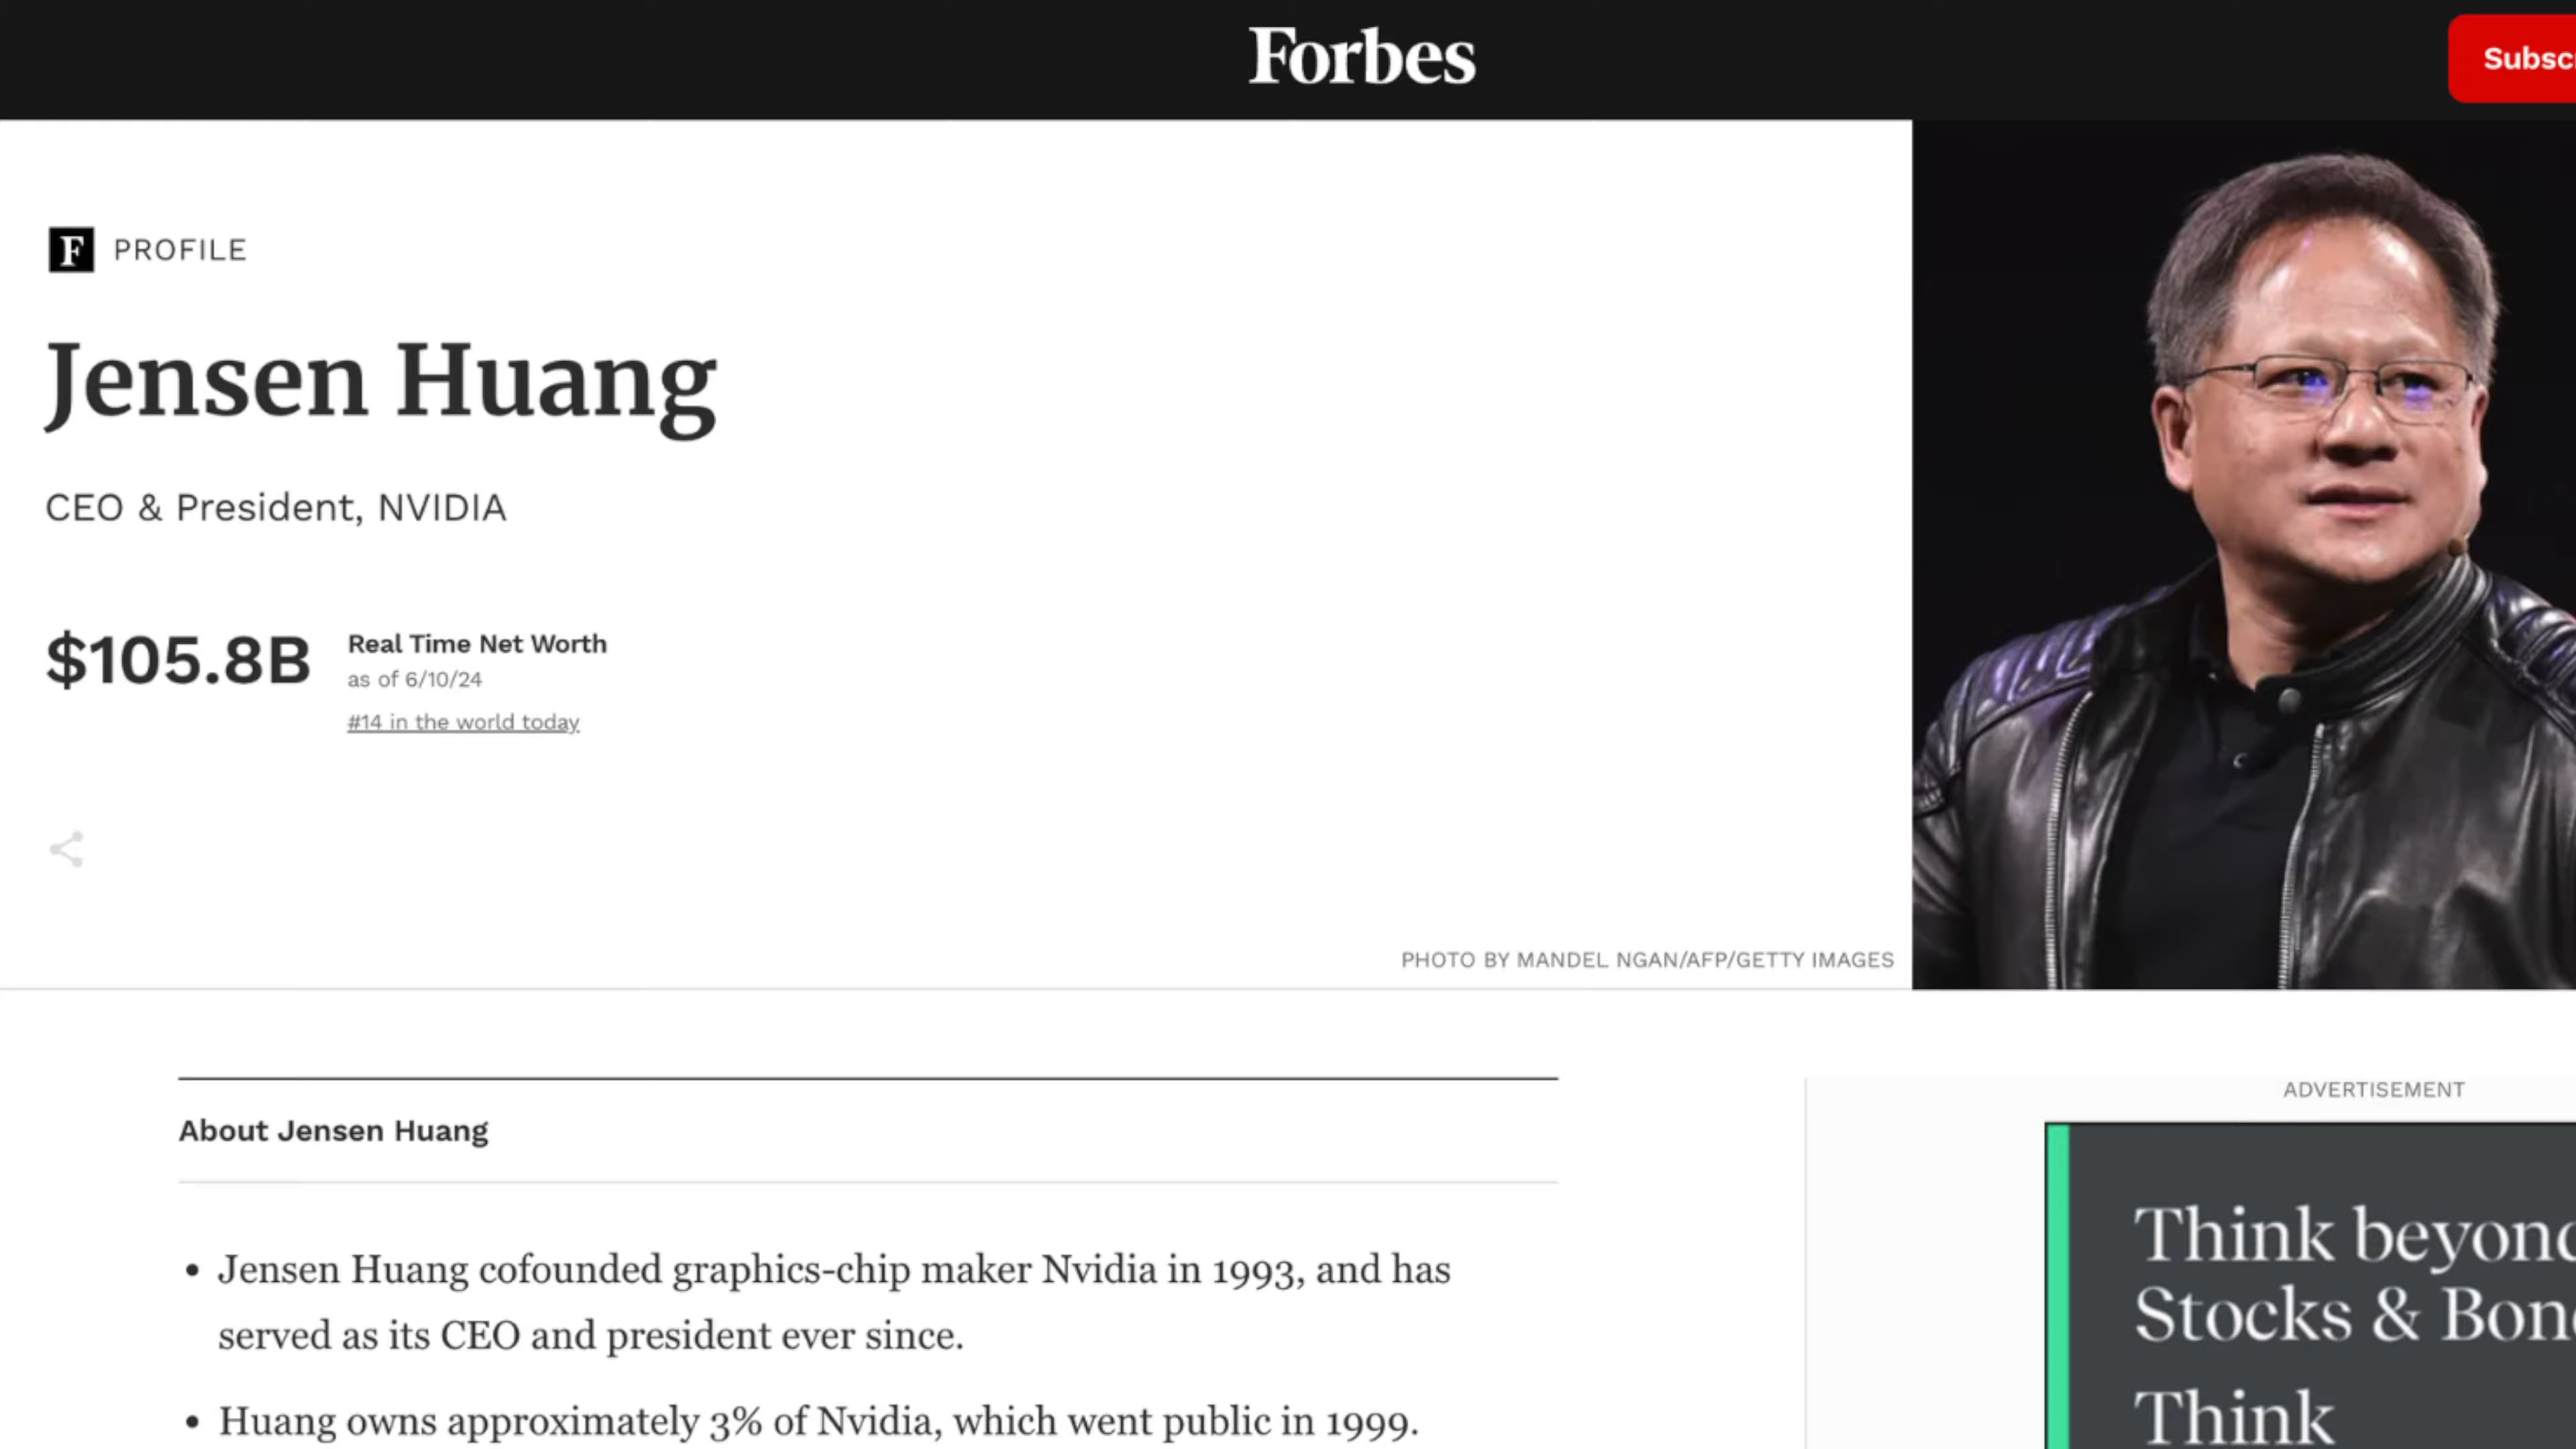 Forbes
F PROFILE
Jensen Huang
CEO & President, NVIDIA
$105.8B
Real Time Net Worth
as of 6/10/24
#14 in the world today
PHOTO BY MANDEL NGAN/AFP/GETTY IMAGES
About Jensen Huang
• Jensen Huang cofounded graphics-chip maker Nvidia in 1993, and has
served as its CEO and president ever since.
• Huang owns approximately 3% of Nvidia, which went public in 1999.
ADVERTISEMENT
Think
Stocks &
Think